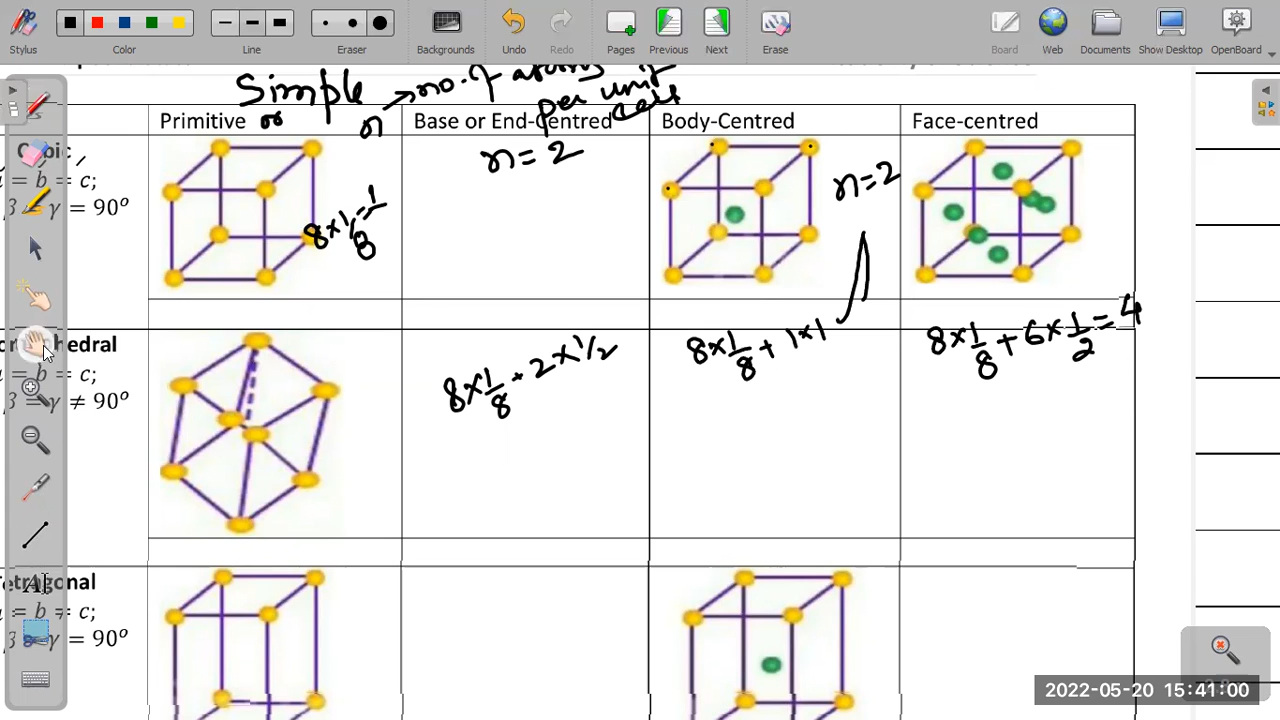 Stylus Color Line Eraser Backgrounds Undo Redo Pages Previous Next Erase Board Web Documents Show Desktop OpenBoard
Simple
or
→ no. of atoms
per unit
cell
n
Primitive Base or End-Centred Body-Centred Face-centred
Cubic
a = b = c;
β = γ = 90°
8×1/8=1
n=2
n=2
hedral
a = b = c;
β = γ ≠ 90°
8×1/8+2×1/2
8×1/8+1×1
8×1/8+6×1/2=4
Tetragonal
a = b ≠ c;
β = γ = 90°
2022-05-20 15:41:00